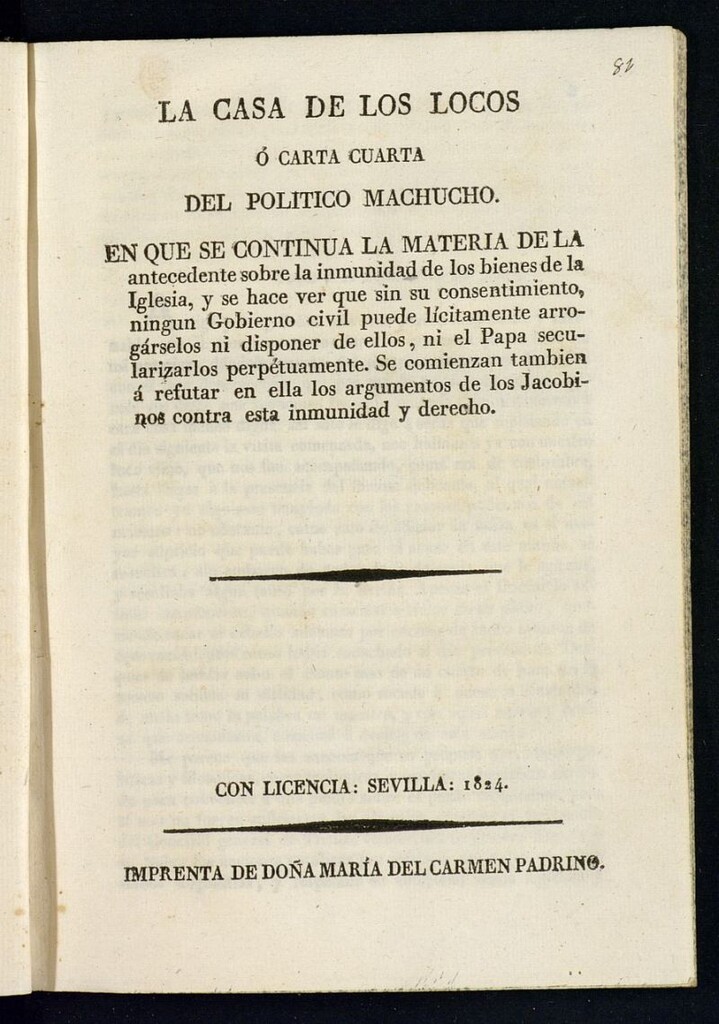 81
LA CASA DE LOS LOCOS
Ó CARTA CUARTA
DEL POLITICO MACHUCHO.
EN QUE SE CONTINUA LA MATERIA DE LA
antecedente sobre la inmunidad de los bienes de la
Iglesia, y se hace ver que sin su consentimiento,
ningun Gobierno civil puede lícitamente arro-
gárselos ni disponer de ellos, ni el Papa secu-
larizarlos perpétuamente. Se comienzan tambien
á refutar en ella los argumentos de los Jacobi-
nos contra esta inmunidad y derecho.
CON LICENCIA: SEVILLA: 1824.
IMPRENTA DE DOÑA MARÍA DEL CARMEN PADRINO.